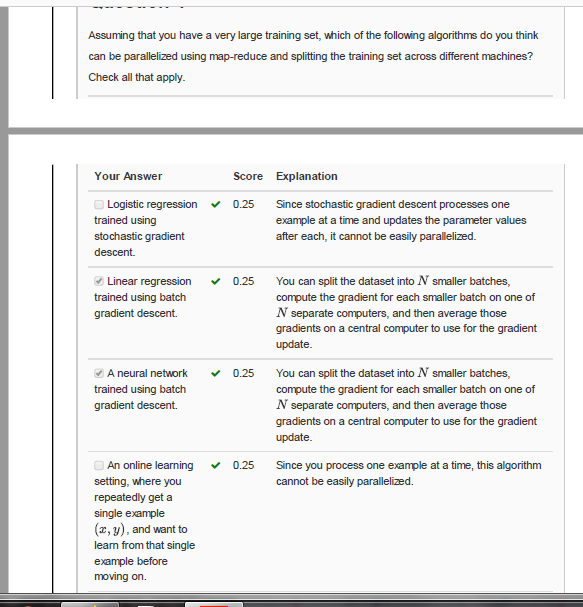 Assuming that you have a very large training set, which of the following algorithms do you think
can be parallelized using map-reduce and splitting the training set across different machines?
Check all that apply.
Your Answer Score Explanation
Logistic regression ✔ 0.25 Since stochastic gradient descent processes one
trained using example at a time and updates the parameter values
stochastic gradient after each, it cannot be easily parallelized.
descent.
Linear regression ✔ 0.25 You can split the dataset into N smaller batches,
trained using batch compute the gradient for each smaller batch on one of
gradient descent. N separate computers, and then average those
gradients on a central computer to use for the gradient
update.
A neural network ✔ 0.25 You can split the dataset into N smaller batches,
trained using batch compute the gradient for each smaller batch on one of
gradient descent. N separate computers, and then average those
gradients on a central computer to use for the gradient
update.
An online learning ✔ 0.25 Since you process one example at a time, this algorithm
setting, where you cannot be easily parallelized.
repeatedly get a
single example
(x, y), and want to
learn from that single
example before
moving on.